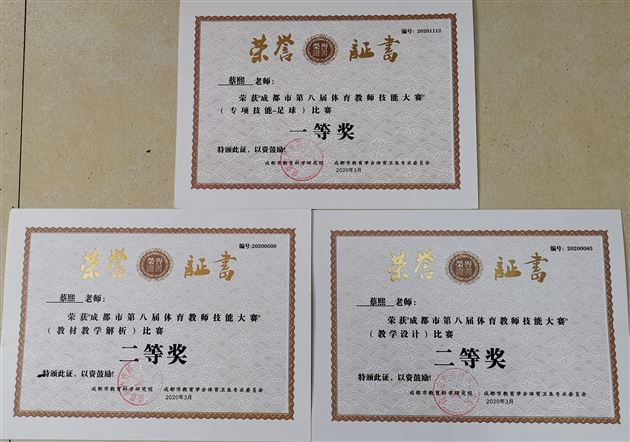 编号: 20201112
荣誉 证书
蔡熙 老师:
荣获"成都市第八届体育教师技能大赛"
(专项技能-足球)比赛
一等奖
特颁此证,以资鼓励!
成都市教育科学研究院 成都市教育学会体育卫生专业委员会
2020年3月
编号:20200500
荣誉 证书
蔡熙 老师:
荣获"成都市第八届体育教师技能大赛"
(教材教学解析)比赛
二等奖
特颁此证,以资鼓励!
成都市教育科学研究院 成都市教育学会体育卫生专业委员会
2020年3月
编号: 20200085
荣誉 证书
蔡熙 老师:
荣获"成都市第八届体育教师技能大赛"
(教学设计)比赛
二等奖
特颁此证,以资鼓励!
成都市教育科学研究院 成都市教育学会体育卫生专业委员会
2020年3月